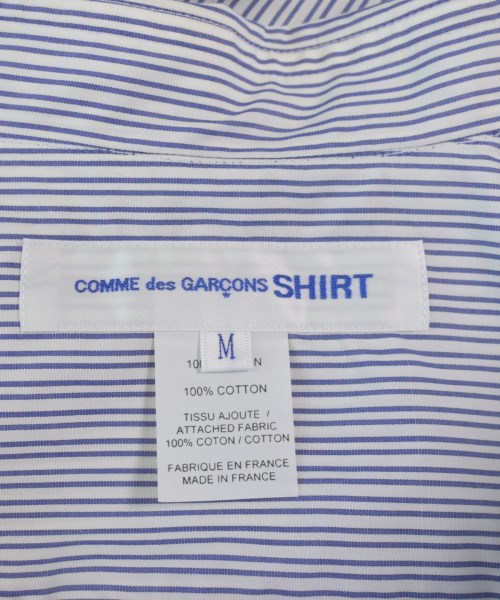 COMME des GARÇONS SHIRT
M
100% COTTON
TISSU AJOUTE /
ATTACHED FABRIC
100% COTON / COTTON
FABRIQUE EN FRANCE
MADE IN FRANCE